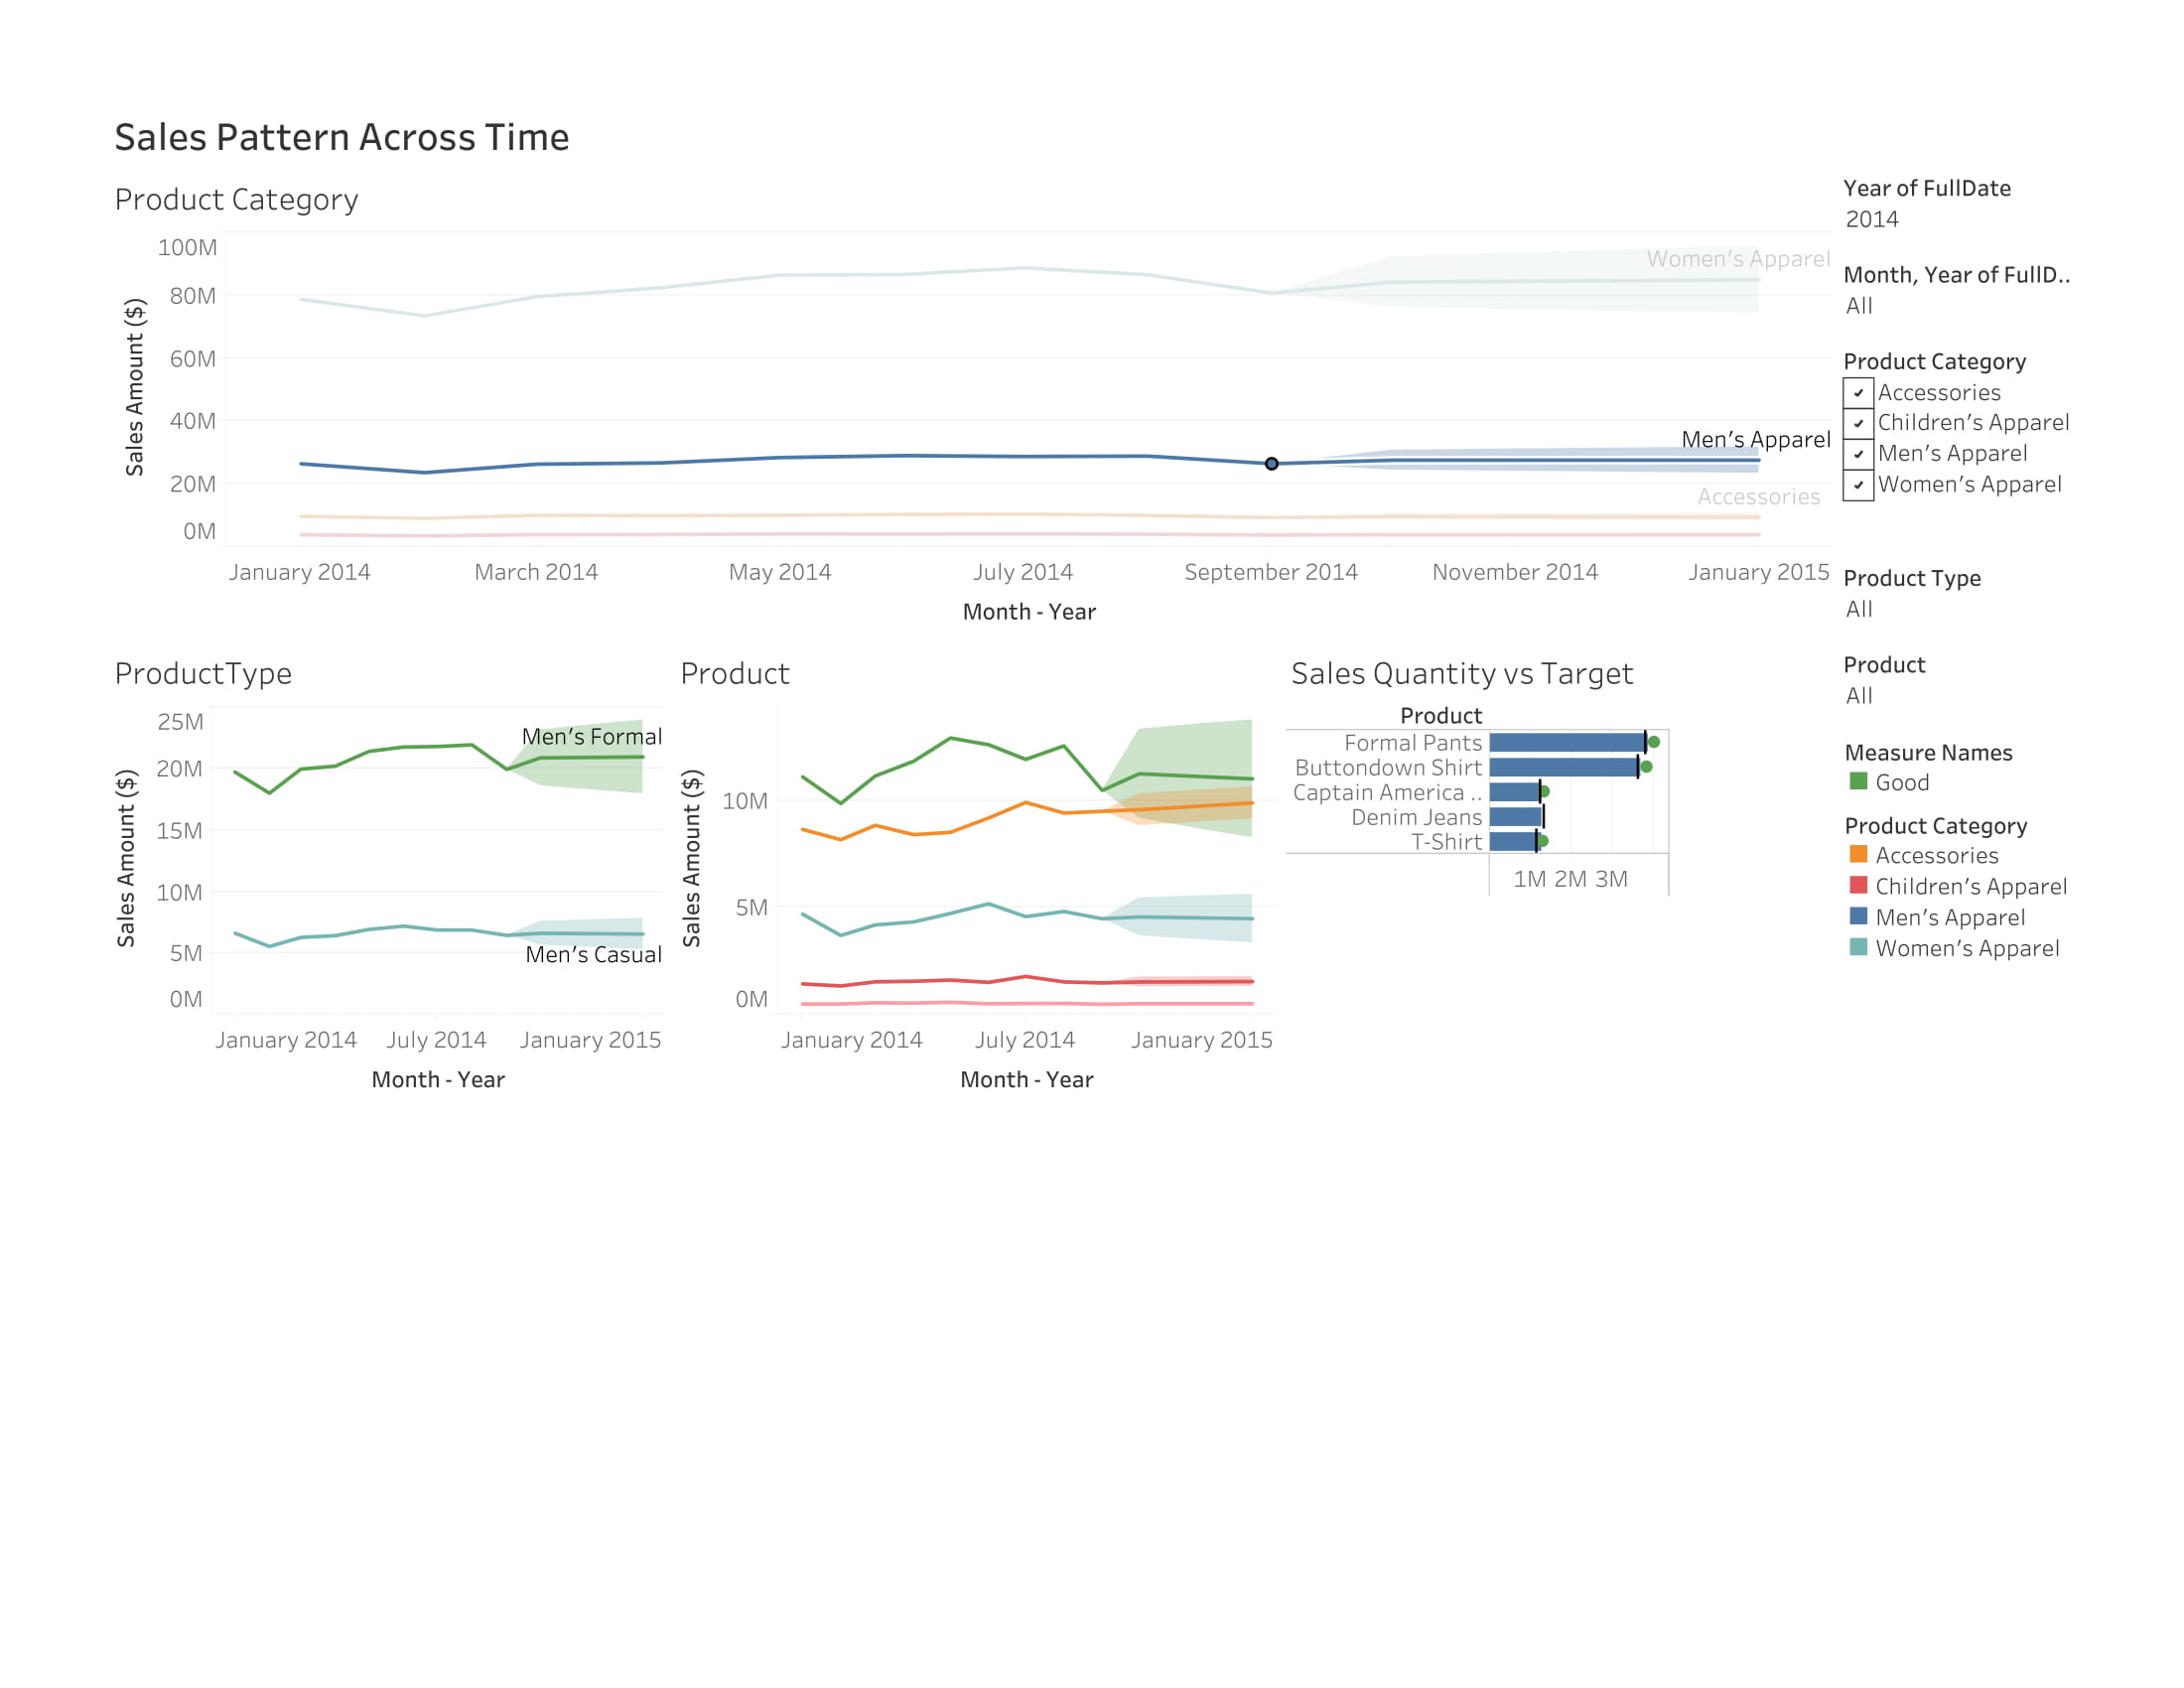 Sales Pattern Across Time
Product Category
100M
80M
60M
40M
20M
0M
Sales Amount ($)
Women's Apparel
Men's Apparel
Accessories
January 2014 March 2014 May 2014 July 2014 September 2014 November 2014 January 2015
Month - Year
ProductType
25M
20M
15M
10M
5M
0M
Sales Amount ($)
Men's Formal
Men's Casual
January 2014 July 2014 January 2015
Month - Year
Product
10M
5M
0M
Sales Amount ($)
January 2014 July 2014 January 2015
Month - Year
Sales Quantity vs Target
Product
Formal Pants
Buttondown Shirt
Captain America ..
Denim Jeans
T-Shirt
1M 2M 3M
Year of FullDate
2014
Month, Year of FullD..
All
Product Category
Accessories
Children's Apparel
Men's Apparel
Women's Apparel
Product Type
All
Product
All
Measure Names
Good
Product Category
Accessories
Children's Apparel
Men's Apparel
Women's Apparel